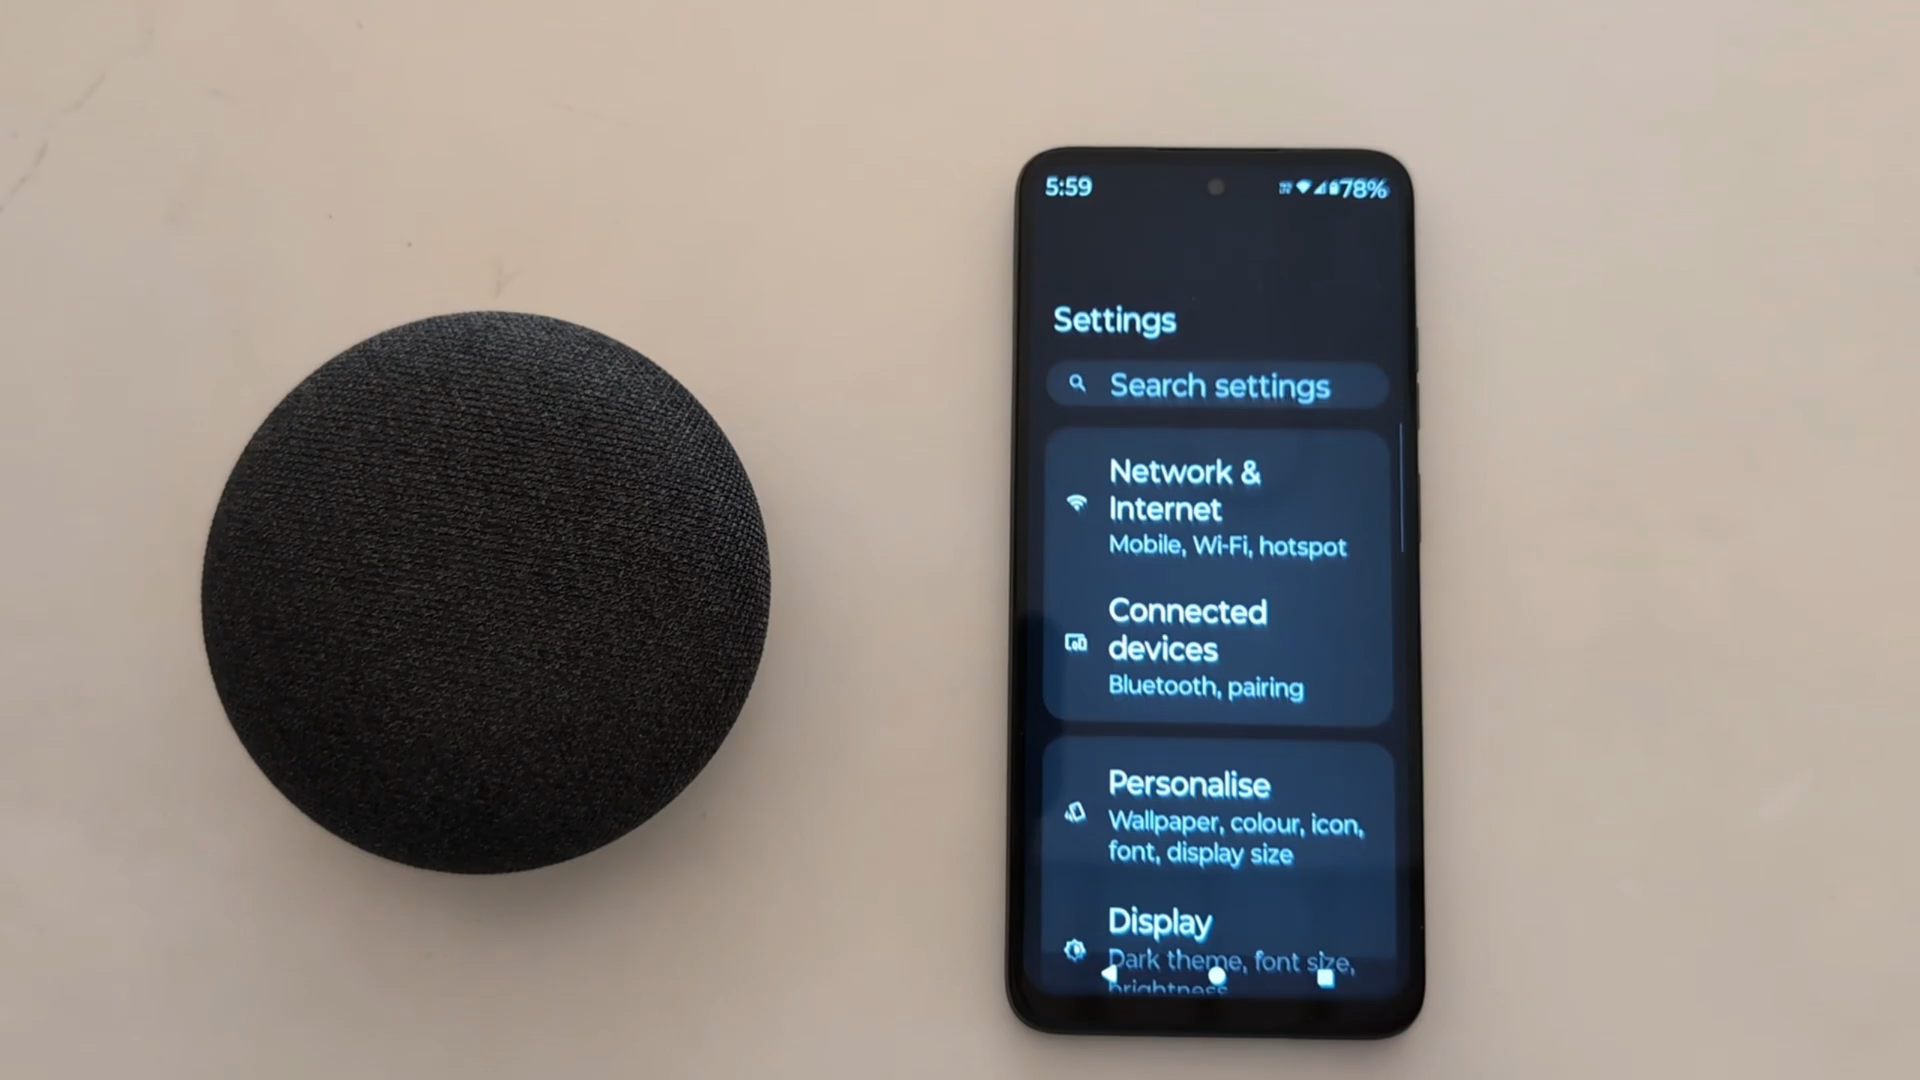 5:59
78%
Settings
Search settings
Network &
Internet
Mobile, Wi-Fi, hotspot
Connected
devices
Bluetooth, pairing
Personalise
Wallpaper, colour, icon,
font, display size
Display
Dark theme, font size,
brightness